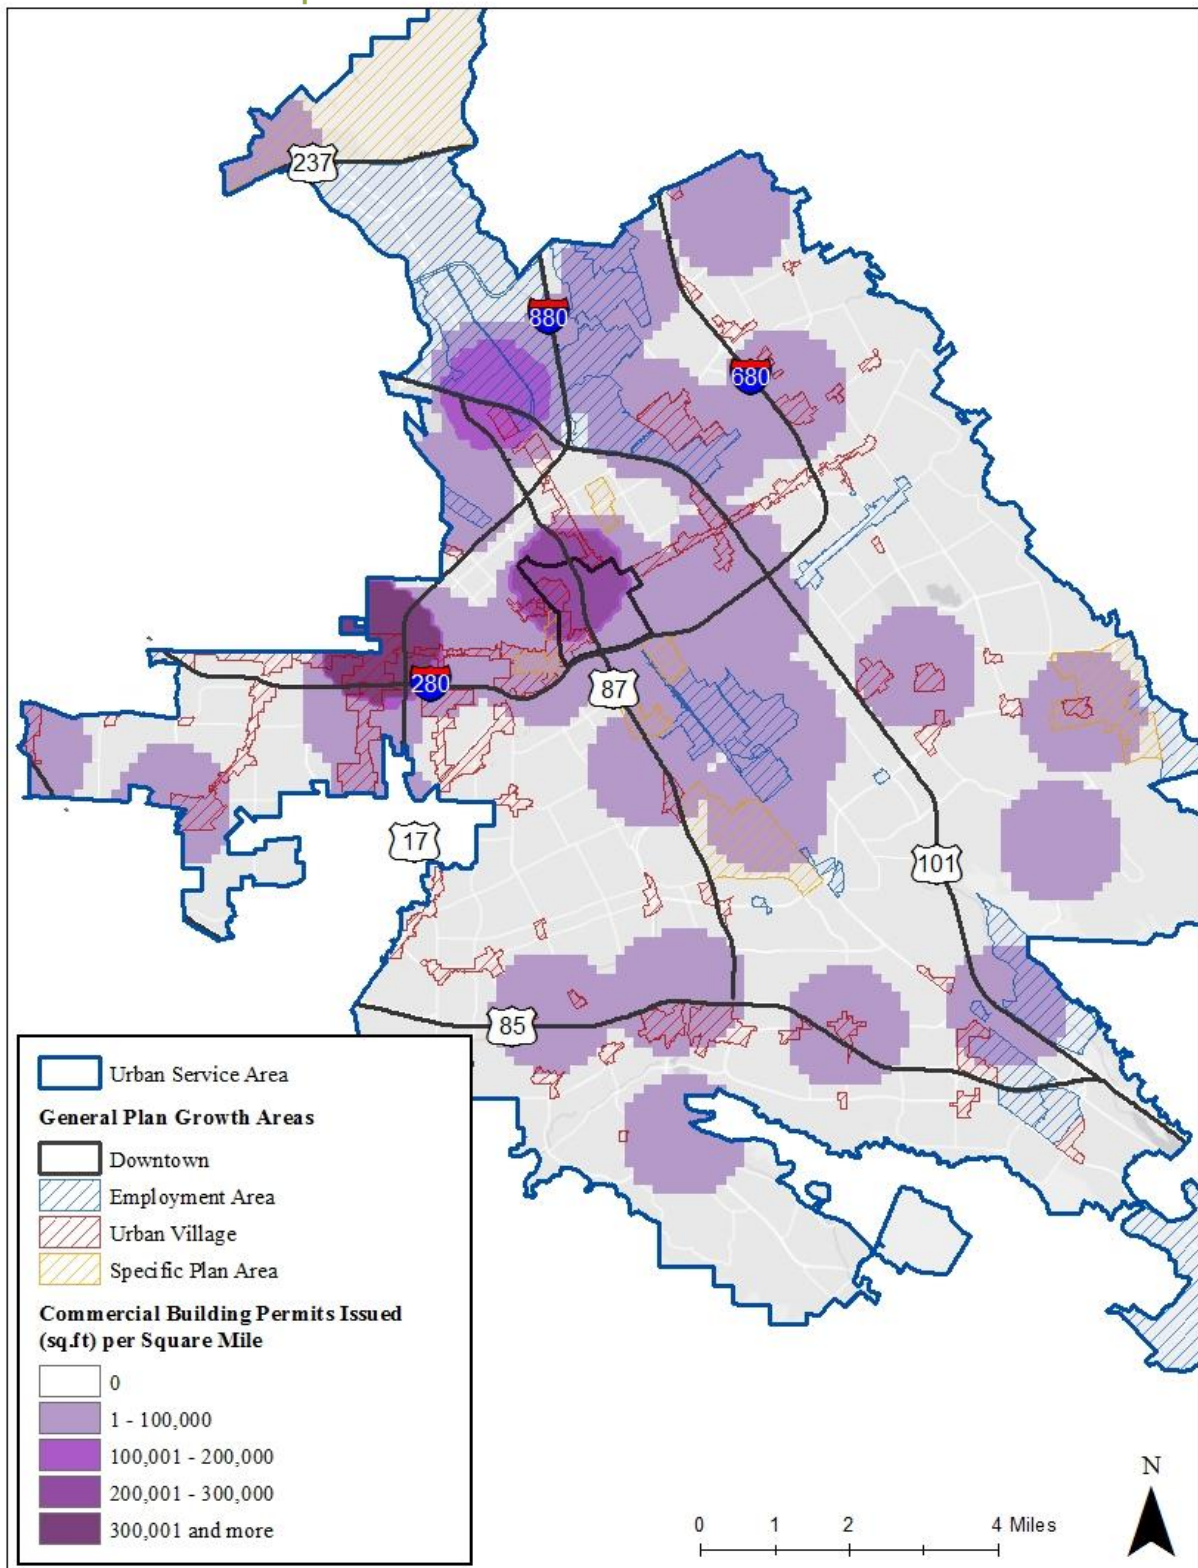 237
880
680
280
87
17
101
85
Urban Service Area
General Plan Growth Areas
Downtown
Employment Area
Urban Village
Specific Plan Area
Commercial Building Permits Issued
(sq.ft) per Square Mile
0
1 - 100,000
100,001 - 200,000
200,001 - 300,000
300,001 and more
N
0 1 2 4 Miles